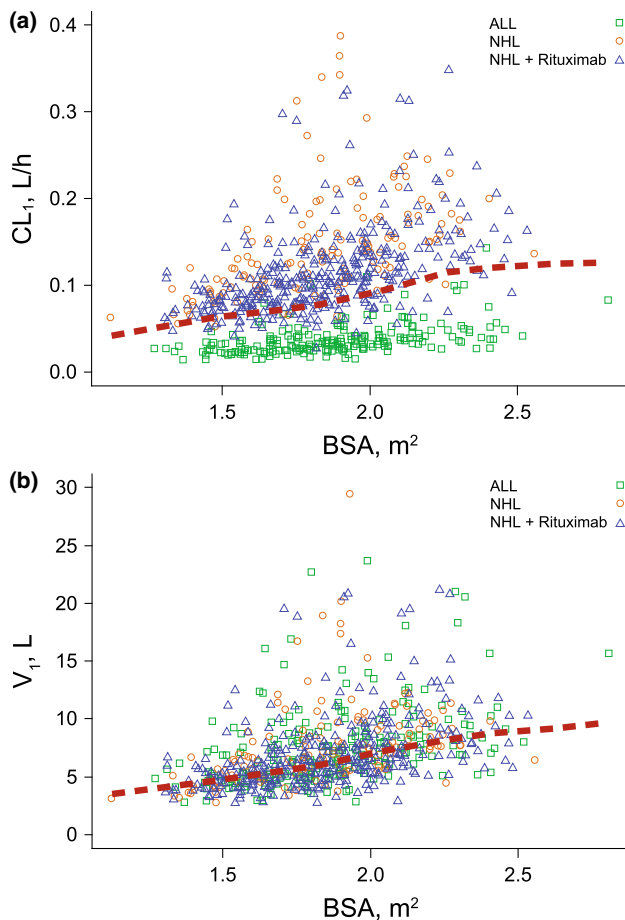 (a)
0.4
0.3
0.2
0.1
0.0
CL₁, L/h
ALL
NHL
NHL + Rituximab
1.5 2.0 2.5
BSA, m²
(b)
30
25
20
15
10
5
0
V₁, L
ALL
NHL
NHL + Rituximab
1.5 2.0 2.5
BSA, m²